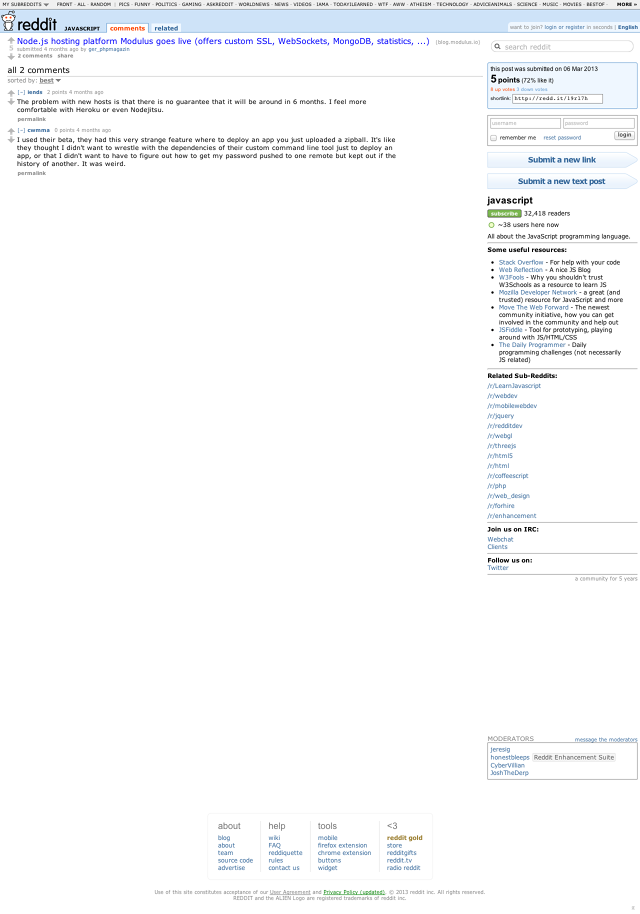 MY SUBREDDITS FRONT - ALL - RANDOM | PICS - FUNNY - POLITICS - GAMING - ASKREDDIT - WORLDNEWS - NEWS - VIDEOS - IAMA - TODAYILEARNED - WTF - AWW - ATHEISM - TECHNOLOGY - ADVICEANIMALS - SCIENCE - MUSIC - MOVIES - BESTOF - MORE »
reddit JAVASCRIPT comments related
want to join? login or register in seconds | English
Node.js hosting platform Modulus goes live (offers custom SSL, WebSockets, MongoDB, statistics, ...) (blog.modulus.io)
5
submitted 4 months ago by ger_phpmagazin
2 comments share
all 2 comments
sorted by: best
[–] iends 2 points 4 months ago
The problem with new hosts is that there is no guarantee that it will be around in 6 months. I feel more
comfortable with Heroku or even Nodejitsu.
permalink
[–] cwmma 0 points 4 months ago
I used their beta, they had this very strange feature where to deploy an app you just uploaded a zipball. It's like
they thought I didn't want to wrestle with the dependencies of their custom command line tool just to deploy an
app, or that I didn't want to have to figure out how to get my password pushed to one remote but kept out if the
history of another. It was weird.
permalink
search reddit
this post was submitted on 06 Mar 2013
5 points (72% like it)
8 up votes 3 down votes
shortlink: http://redd.it/19rl7h
username password
remember me reset password login
Submit a new link
Submit a new text post
javascript
subscribe 32,418 readers
~38 users here now
All about the JavaScript programming language.
Some useful resources:
• Stack Overflow - For help with your code
• Web Reflection - A nice JS Blog
• W3Fools - Why you shouldn't trust
W3Schools as a resource to learn JS
• Mozilla Developer Network - a great (and
trusted) resource for JavaScript and more
• Move The Web Forward - The newest
community initiative, how you can get
involved in the community and help out
• JSFiddle - Tool for prototyping, playing
around with JS/HTML/CSS
• The Daily Programmer - Daily
programming challenges (not necessarily
JS related)
Related Sub-Reddits:
/r/LearnJavascript
/r/webdev
/r/mobilewebdev
/r/jquery
/r/redditdev
/r/webgl
/r/threejs
/r/html5
/r/html
/r/coffeescript
/r/php
/r/web_design
/r/forhire
/r/enhancement
Join us on IRC:
Webchat
Clients
Follow us on:
Twitter
a community for 5 years
MODERATORS message the moderators
jeresig
honestbleeps Reddit Enhancement Suite
CyberVillian
JoshTheDerp
about help tools <3
blog wiki mobile reddit gold
about FAQ firefox extension store
team reddiquette chrome extension redditgifts
source code rules buttons reddit.tv
advertise contact us widget radio reddit
Use of this site constitutes acceptance of our User Agreement and Privacy Policy (updated). © 2013 reddit inc. All rights reserved.
REDDIT and the ALIEN Logo are registered trademarks of reddit inc.